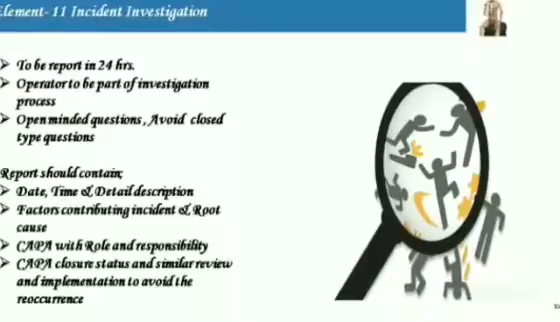 Element- 11 Incident Investigation
➢ To be report in 24 hrs.
➢ Operator to be part of investigation
process
➢ Open minded questions, Avoid closed
type questions
Report should contain;
➢ Date, Time & Detail description
➢ Factors contributing incident & Root
cause
➢ CAPA with Role and responsibility
➢ CAPA closure status and similar review
and implementation to avoid the
reoccurrence